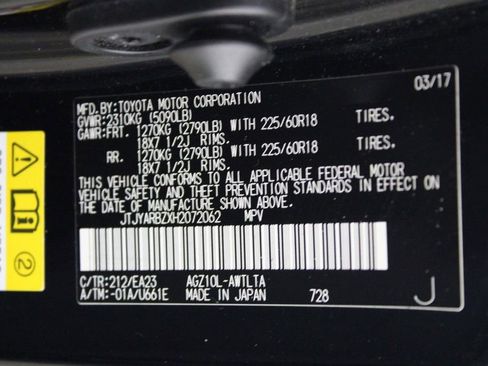 03/17
MFD.BY:TOYOTA MOTOR CORPORATION
GVWR:2310KG (5090LB)
GAWR:FRT. 1270KG (2790LB) WITH 225/60R18 TIRES.
18X7 1/2J RIMS.
RR. 1270KG (2790LB) WITH 225/60R18 TIRES.
18X7 1/2J RIMS.
THIS VEHICLE CONFORMS TO ALL APPLICABLE FEDERAL MOTOR
VEHICLE SAFETY AND THEFT PREVENTION STANDARDS IN EFFECT ON
THE DATE OF MANUFACTURE SHOWN ABOVE.
JTJYARBZXH2072062 MPV
C/TR:212/EA23 AGZ10L-AWTLTA
A/TM:-01A/U661E MADE IN JAPAN 728 J
2